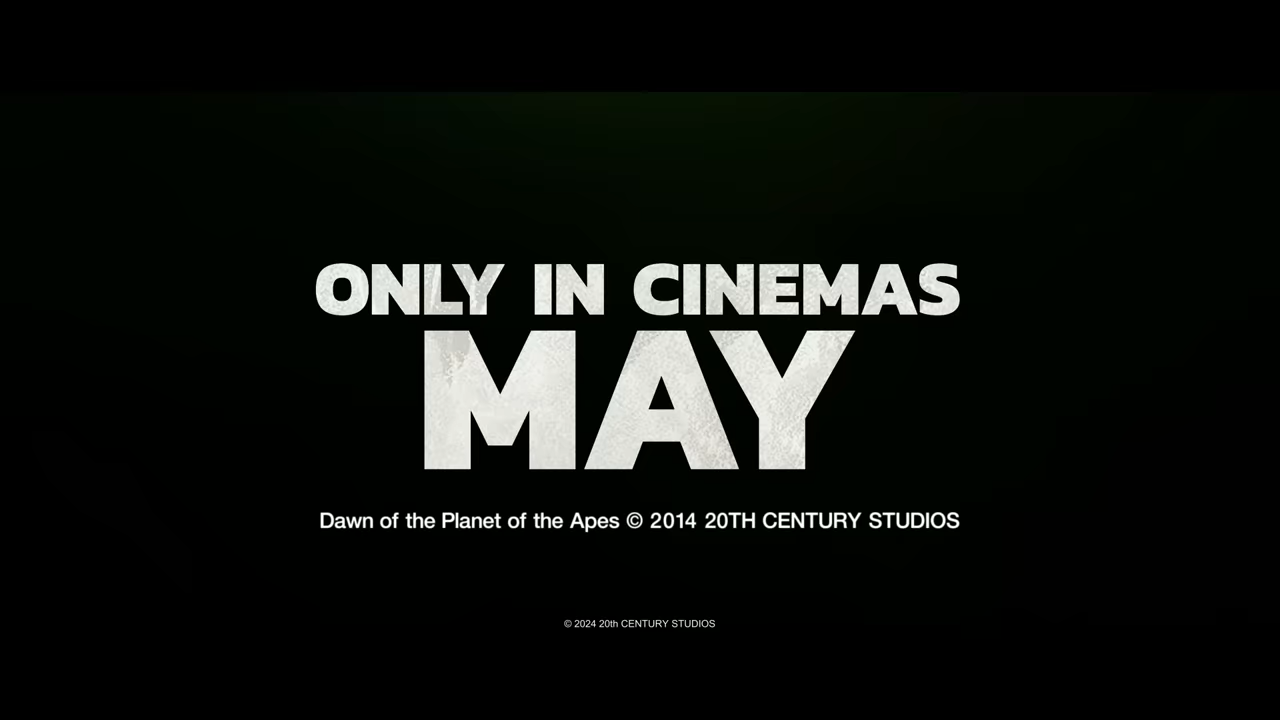 ONLY IN CINEMAS
MAY
Dawn of the Planet of the Apes © 2014 20TH CENTURY STUDIOS
© 2024 20th CENTURY STUDIOS